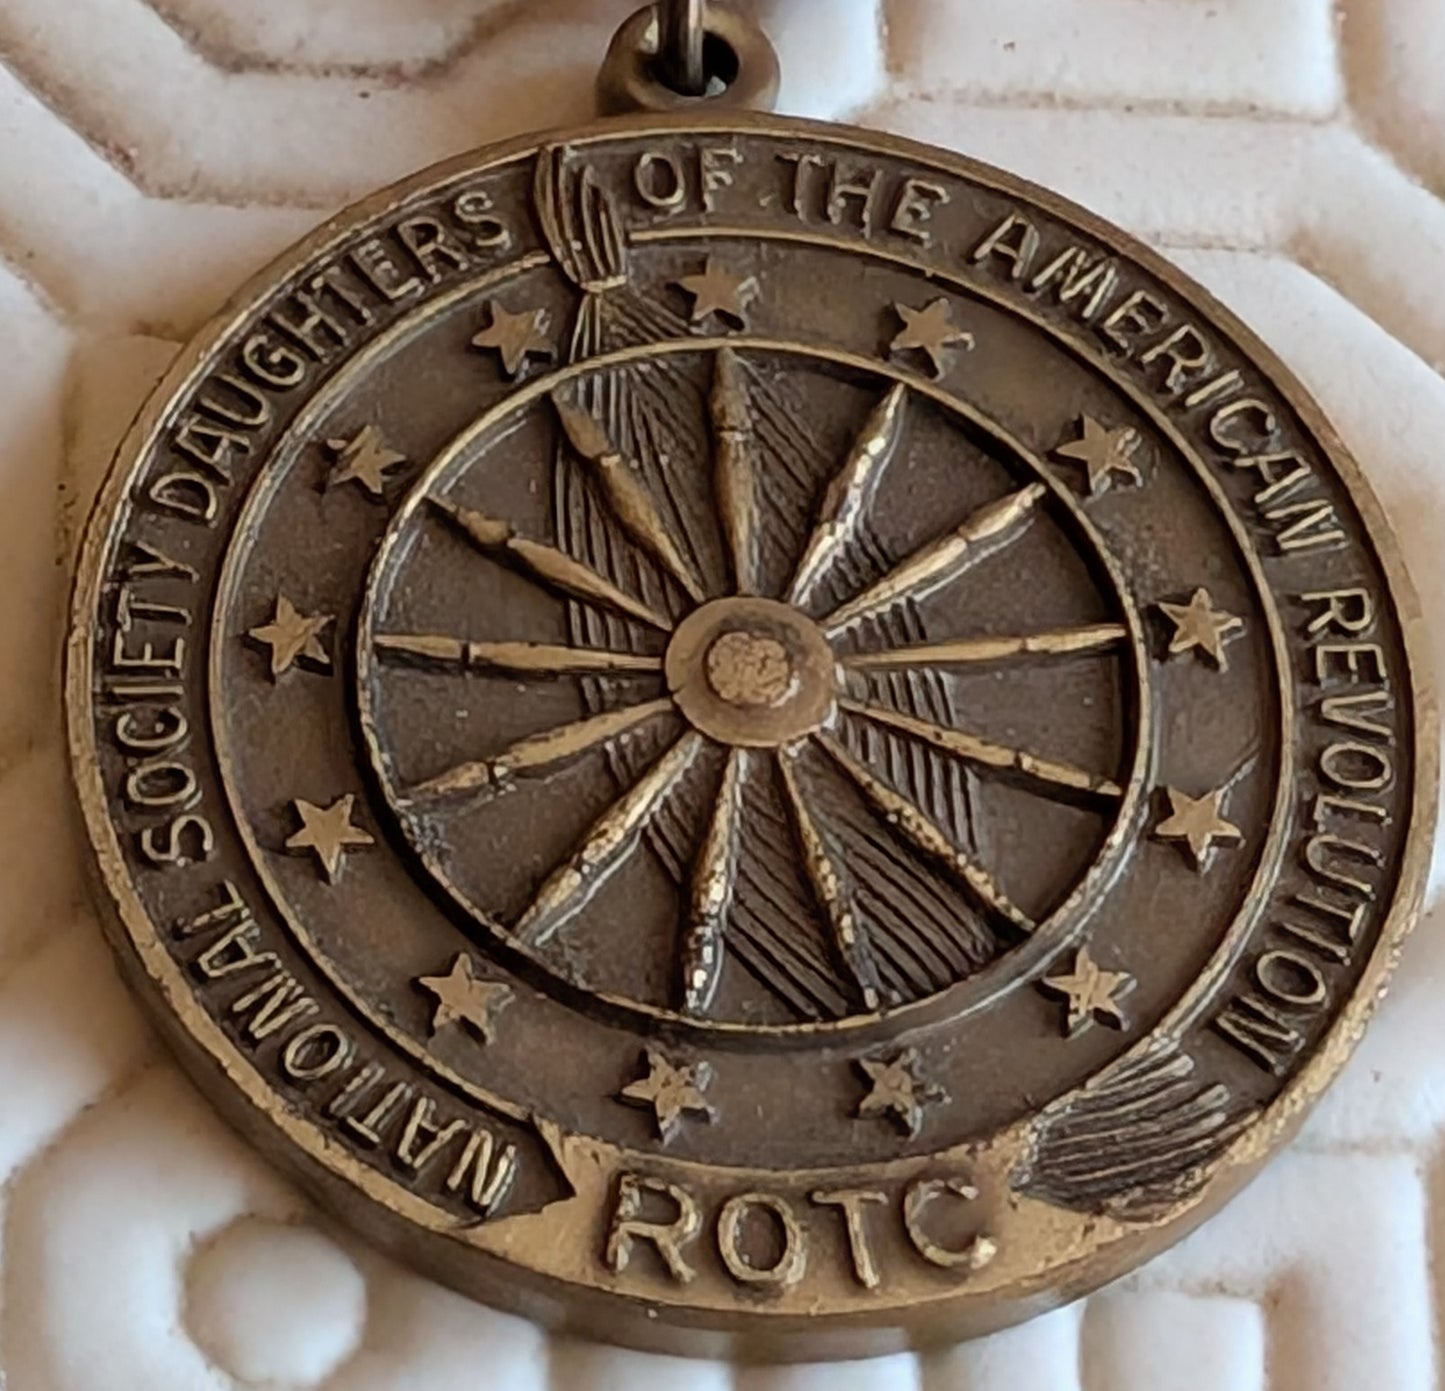 NATIONAL SOCIETY DAUGHTERS OF THE AMERICAN REVOLUTION
ROTC